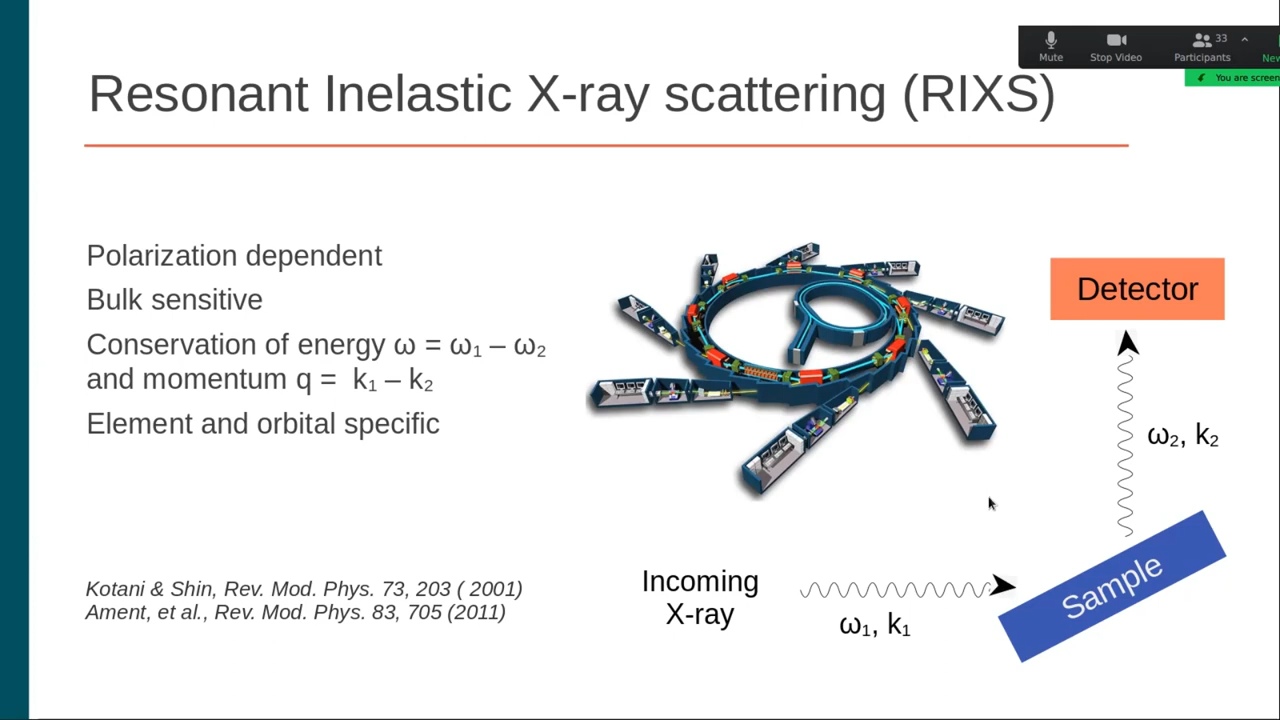 33
Mute
Stop Video
Participants
You are screen
Resonant Inelastic X-ray scattering (RIXS)
Polarization dependent
Bulk sensitive
Conservation of energy ω = ω₁ – ω₂
and momentum q = k₁ – k₂
Element and orbital specific
Detector
ω₂, k₂
Sample
Incoming
X-ray
ω₁, k₁
Kotani & Shin, Rev. Mod. Phys. 73, 203 ( 2001)
Ament, et al., Rev. Mod. Phys. 83, 705 (2011)